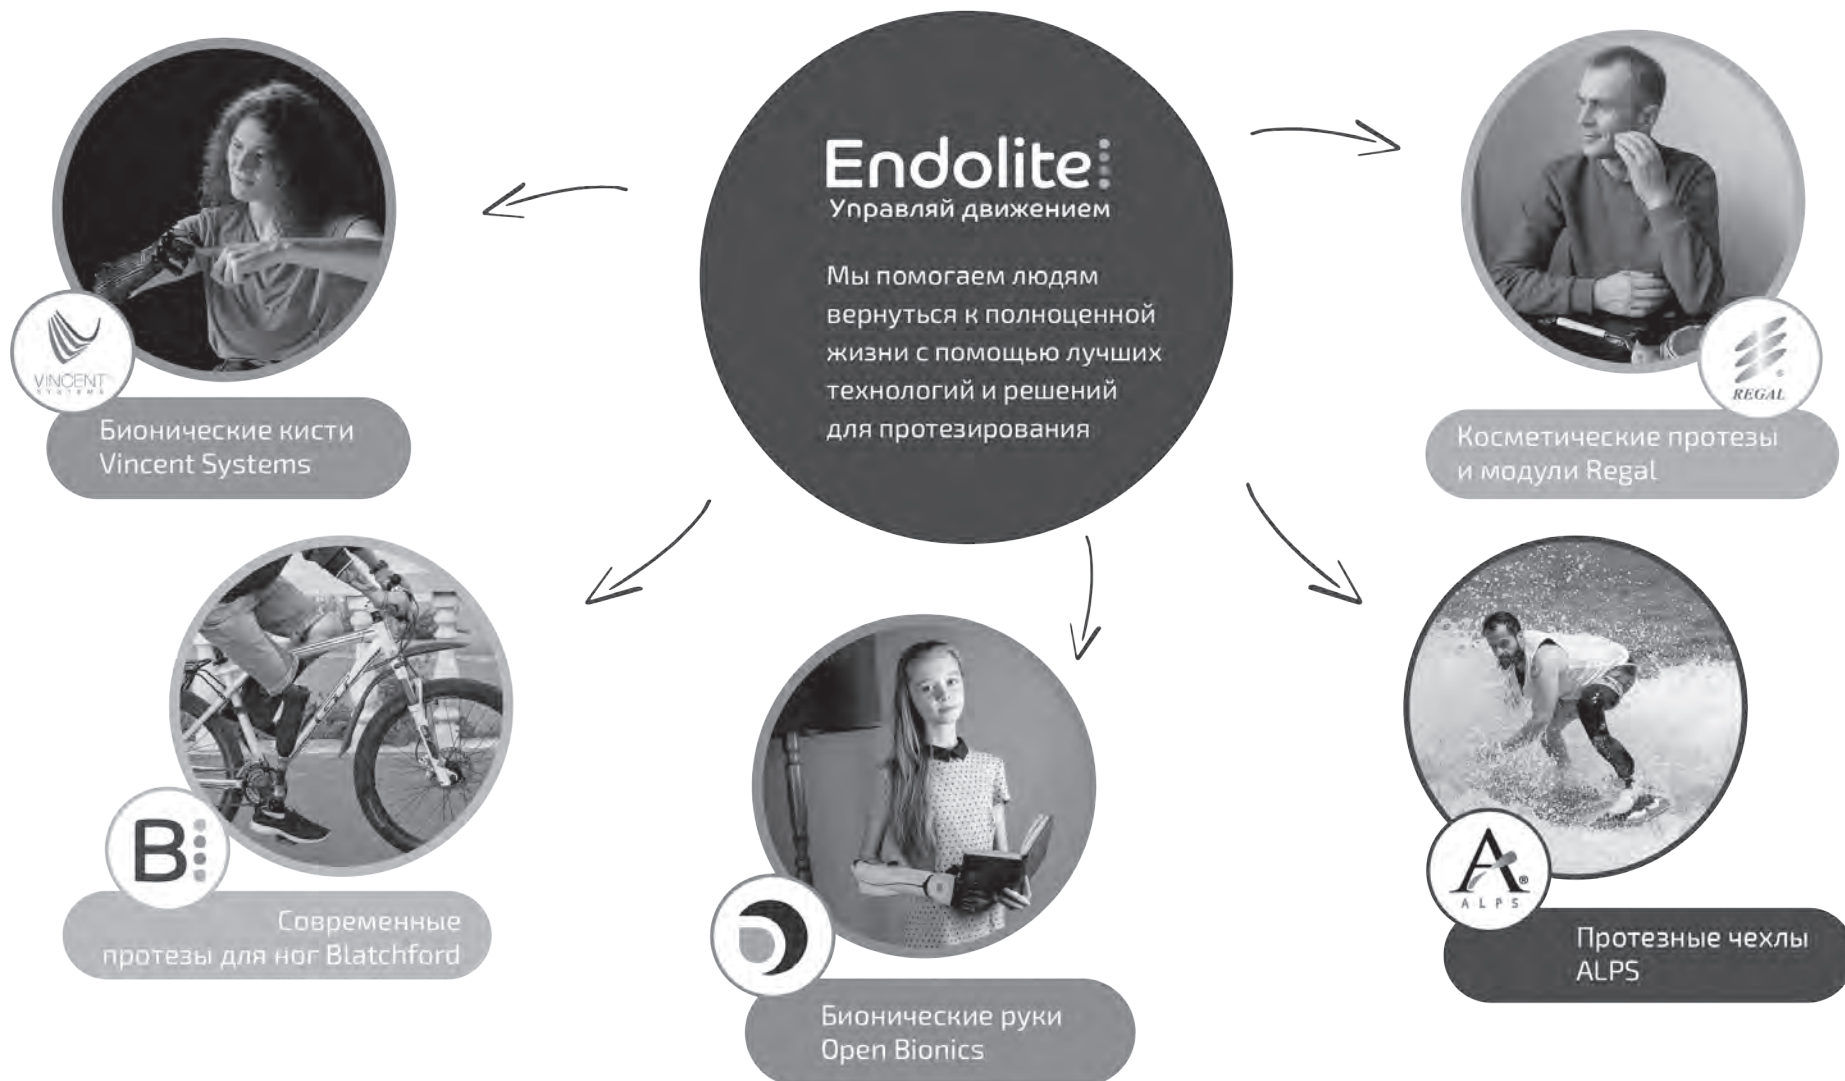 Endolite
Управляй движением
Мы помогаем людям
вернуться к полноценной
жизни с помощью лучших
технологий и решений
для протезирования
VINCENT
SYSTEMS
Бионические кисти
Vincent Systems
®
REGAL
Косметические протезы
и модули Regal
B
Современные
протезы для ног Blatchford
Бионические руки
Open Bionics
A®
ALPS
Протезные чехлы
ALPS